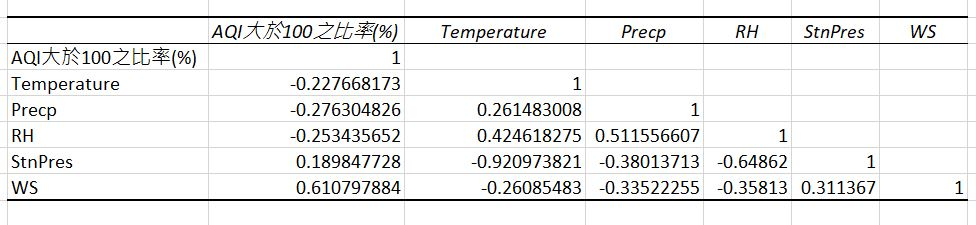 AQI大於100之比率(%) Temperature Precp RH StnPres WS
AQI大於100之比率(%) 1
Temperature -0.227668173 1
Precp -0.276304826 0.261483008 1
RH -0.253435652 0.424618275 0.511556607 1
StnPres 0.189847728 -0.920973821 -0.38013713 -0.64862 1
WS 0.610797884 -0.26085483 -0.33522255 -0.35813 0.311367 1